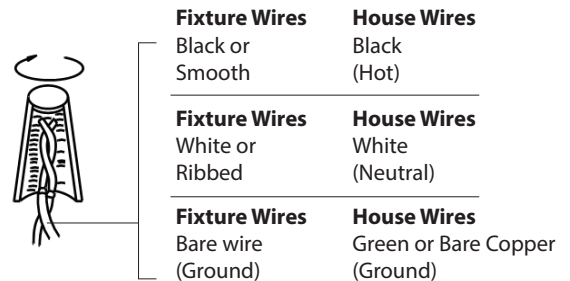 Fixture Wires House Wires
Black or Black
Smooth (Hot)
Fixture Wires House Wires
White or White
Ribbed (Neutral)
Fixture Wires House Wires
Bare wire Green or Bare Copper
(Ground) (Ground)